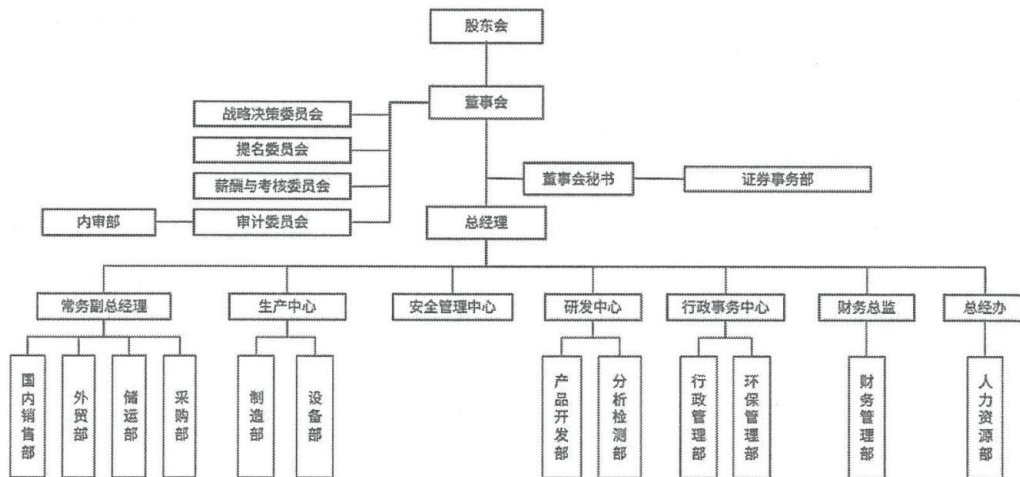 股东会
董事会
战略决策委员会
提名委员会
薪酬与考核委员会
审计委员会
内审部
董事会秘书
证券事务部
总经理
常务副总经理
生产中心
安全管理中心
研发中心
行政事务中心
财务总监
总经办
国内销售部
外贸部
储运部
采购部
制造部
设备部
产品开发部
分析检测部
行政管理部
环保管理部
财务管理部
人力资源部